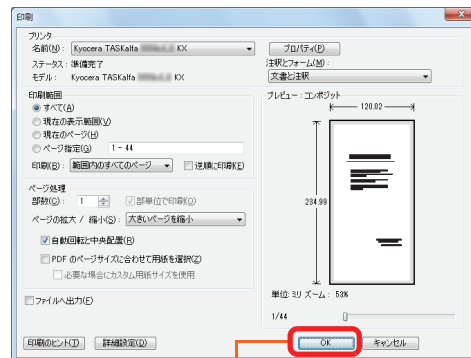 印刷
プリンタ
名前(N): Kyocera TASKalfa KX
プロパティ(P)
ステータス: 準備完了
注釈とフォーム(M):
モデル: Kyocera TASKalfa KX
文書と注釈
印刷範囲
すべて(A)
現在の表示範囲(V)
現在のページ(H)
ページ指定(G) 1 - 44
印刷(B): 範囲内のすべてのページ
逆順に印刷(E)
ページ処理
部数(C): 1
部単位で印刷(O)
ページの拡大 / 縮小(S): 大きいページを縮小
自動回転と中央配置(R)
PDF のページサイズに合わせて用紙を選択(Z)
必要な場合にカスタム用紙サイズを使用
ファイルへ出力(F)
プレビュー: コンポジット
120.02
234.99
単位: ミリ ズーム: 53%
1/44
印刷のヒント(T)
詳細設定(D)
OK
キャンセル